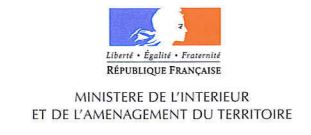 Liberté • Égalité • Fraternité
RÉPUBLIQUE FRANÇAISE
MINISTERE DE L'INTERIEUR
ET DE L'AMENAGEMENT DU TERRITOIRE